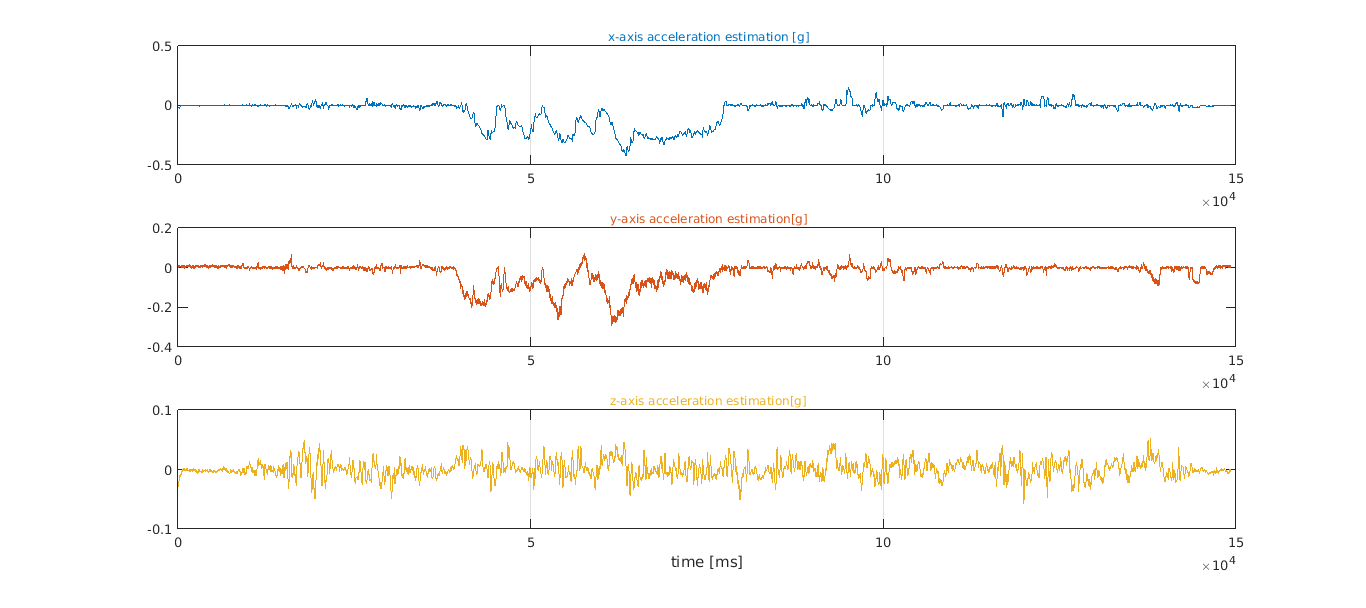 x-axis acceleration estimation [g]
0.5
0
-0.5
0 5 10 15
×10^4
y-axis acceleration estimation[g]
0.2
0
-0.2
-0.4
0 5 10 15
×10^4
z-axis acceleration estimation[g]
0.1
0
-0.1
0 5 10 15
time [ms]
×10^4